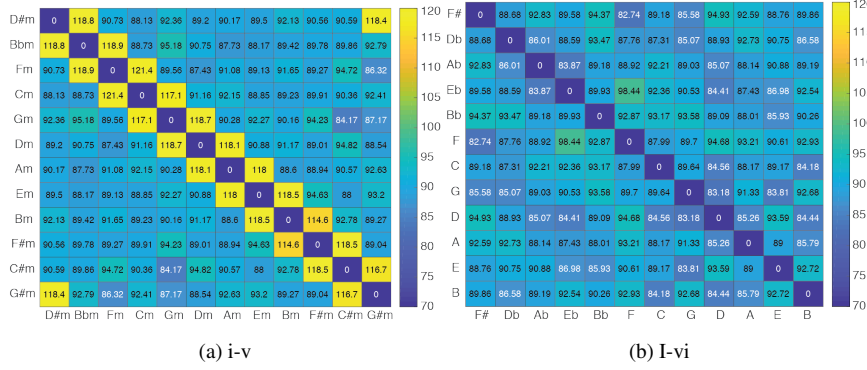 D#m 0 118.8 90.73 88.13 92.36 89.2 90.17 89.5 92.13 90.56 90.59 118.4
Bbm 118.8 0 118.9 88.73 95.18 90.75 87.73 88.17 89.42 89.78 89.86 92.79
Fm 90.73 118.9 0 121.4 89.56 87.43 91.08 89.13 91.65 89.27 94.72 86.32
Cm 88.13 88.73 121.4 0 117.1 91.16 92.15 88.85 89.23 89.91 90.36 92.41
Gm 92.36 95.18 89.56 117.1 0 118.7 90.28 92.27 90.16 94.23 84.17 87.17
Dm 89.2 90.75 87.43 91.16 118.7 0 118.1 90.88 91.17 89.01 94.82 88.54
Am 90.17 87.73 91.08 92.15 90.28 118.1 0 118 88.6 88.94 90.57 92.63
Em 89.5 88.17 89.13 88.85 92.27 90.88 118 0 118.5 94.63 88 93.2
Bm 92.13 89.42 91.65 89.23 90.16 91.17 88.6 118.5 0 114.6 92.78 89.27
F#m 90.56 89.78 89.27 89.91 94.23 89.01 88.94 94.63 114.6 0 118.5 89.04
C#m 90.59 89.86 94.72 90.36 84.17 94.82 90.57 88 92.78 118.5 0 116.7
G#m 118.4 92.79 86.32 92.41 87.17 88.54 92.63 93.2 89.27 89.04 116.7 0
D#m Bbm Fm Cm Gm Dm Am Em Bm F#m C#m G#m
120
115
110
105
100
95
90
85
80
75
70
(a) i-v
F# 0 88.68 92.83 89.58 94.37 82.74 89.18 85.58 94.93 92.59 88.76 89.86
Db 88.68 0 86.01 88.59 93.47 87.76 87.31 85.07 88.93 92.73 90.75 86.58
Ab 92.83 86.01 0 83.87 89.18 88.92 92.21 89.03 85.07 88.14 90.88 89.19
Eb 89.58 88.59 83.87 0 89.93 98.44 92.36 90.53 84.41 87.43 86.98 92.54
Bb 94.37 93.47 89.18 89.93 0 92.87 93.17 93.58 89.09 88.01 85.93 90.26
F 82.74 87.76 88.92 98.44 92.87 0 87.99 89.7 94.68 93.21 90.61 92.93
C 89.18 87.31 92.21 92.36 93.17 87.99 0 89.64 84.56 88.17 89.17 84.18
G 85.58 85.07 89.03 90.53 93.58 89.7 89.64 0 83.18 91.33 83.81 92.68
D 94.93 88.93 85.07 84.41 89.09 94.68 84.56 83.18 0 85.26 93.59 84.44
A 92.59 92.73 88.14 87.43 88.01 93.21 88.17 91.33 85.26 0 89 85.79
E 88.76 90.75 90.88 86.98 85.93 90.61 89.17 83.81 93.59 89 0 92.72
B 89.86 86.58 89.19 92.54 90.26 92.93 84.18 92.68 84.44 85.79 92.72 0
F# Db Ab Eb Bb F C G D A E B
120
115
110
105
100
95
90
85
80
75
70
(b) I-vi